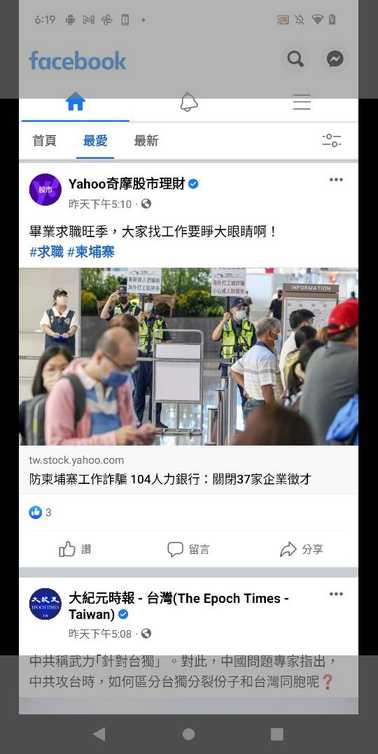 6:19
facebook
首頁 最愛 最新
股市
Yahoo奇摩股市理財
昨天下午5:10
畢業求職旺季，大家找工作要睜大眼睛啊！
#求職 #柬埔寨
INFORMATION
tw.stock.yahoo.com
防柬埔寨工作詐騙 104人力銀行：關閉37家企業徵才
3
讚 留言 分享
大紀元
EPOCH TIMES
大紀元時報 - 台灣(The Epoch Times -
Taiwan)
昨天下午5:08
中共稱武力「針對台獨」。對此，中國問題專家指出，
中共攻台時，如何區分台獨分裂份子和台灣同胞呢❓